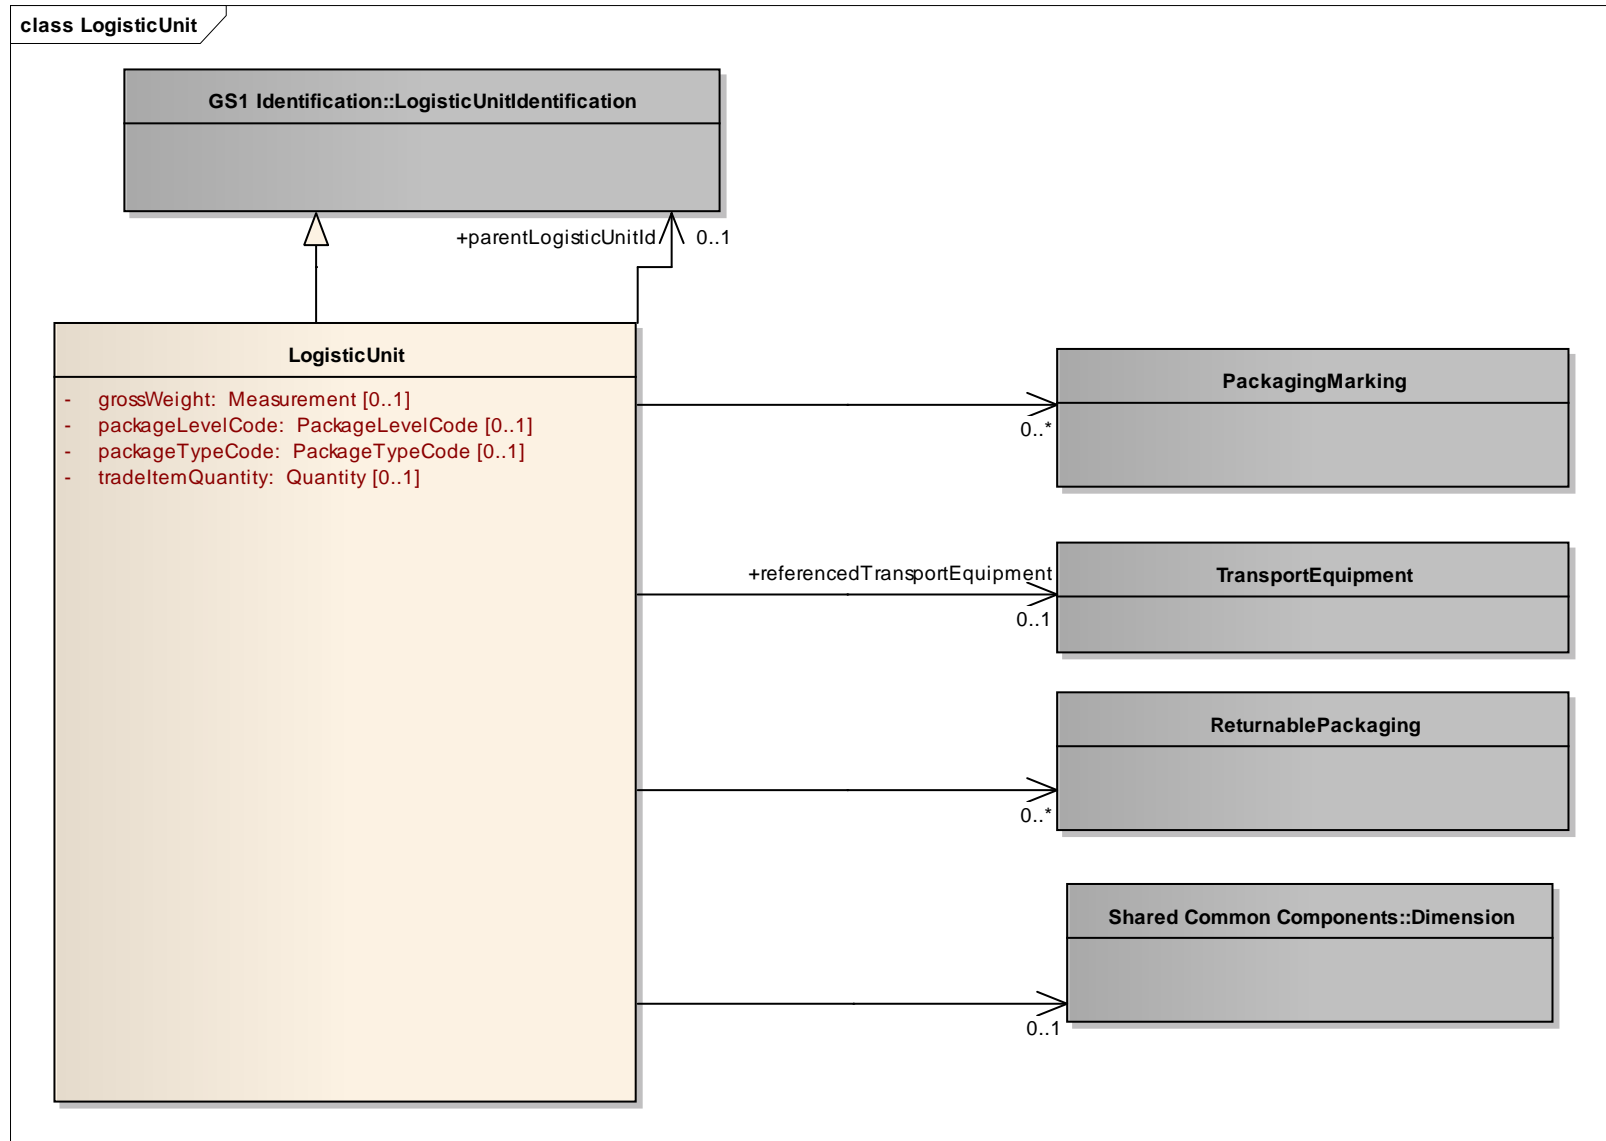 class LogisticUnit
GS1 Identification::LogisticUnitIdentification
+parentLogisticUnitId 0..1
LogisticUnit
- grossWeight: Measurement [0..1]
- packageLevelCode: PackageLevelCode [0..1]
- packageTypeCode: PackageTypeCode [0..1]
- tradeItemQuantity: Quantity [0..1]
PackagingMarking
0..*
+referencedTransportEquipment
TransportEquipment
0..1
ReturnablePackaging
0..*
Shared Common Components::Dimension
0..1